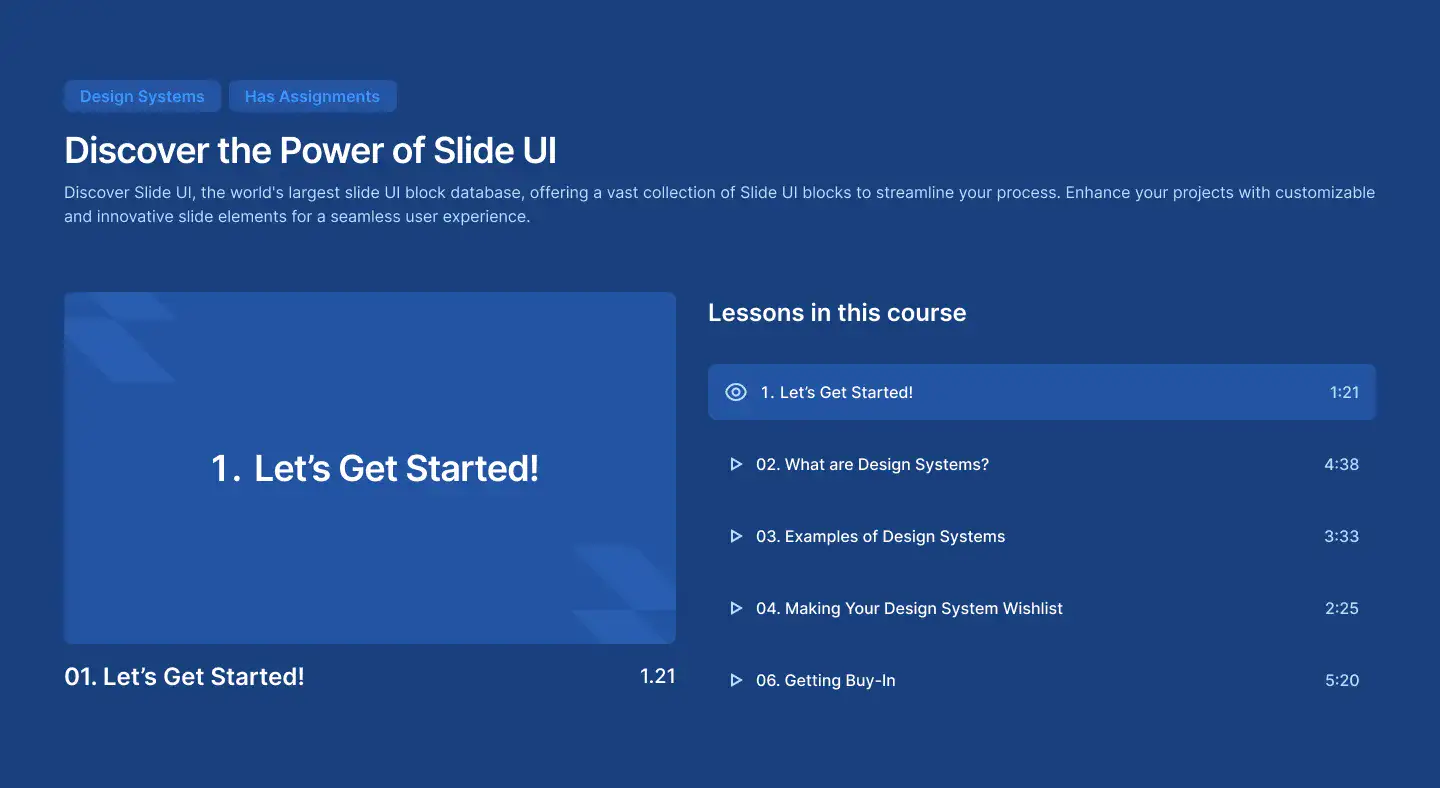 Design Systems
Has Assignments
Discover the Power of Slide UI
Discover Slide UI, the world's largest slide UI block database, offering a vast collection of Slide UI blocks to streamline your process. Enhance your projects with customizable
and innovative slide elements for a seamless user experience.
1. Let’s Get Started!
01. Let’s Get Started!
1.21
Lessons in this course
1. Let’s Get Started!
1:21
02. What are Design Systems?
4:38
03. Examples of Design Systems
3:33
04. Making Your Design System Wishlist
2:25
06. Getting Buy-In
5:20